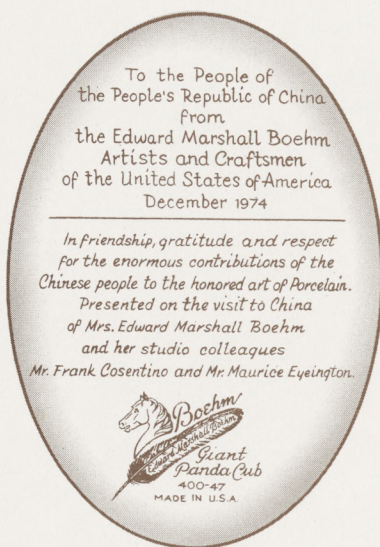 To the People of
the People's Republic of China
from
the Edward Marshall Boehm
Artists and Craftsmen
of the United States of America
December 1974
In friendship, gratitude and respect
for the enormous contributions of the
Chinese people to the honored art of Porcelain.
Presented on the visit to China
of Mrs. Edward Marshall Boehm
and her studio colleagues
Mr. Frank Cosentino and Mr. Maurice Eyeington.
Boehm
Edward Marshall Boehm
Giant
Panda Cub
400-47
MADE IN U.S.A.